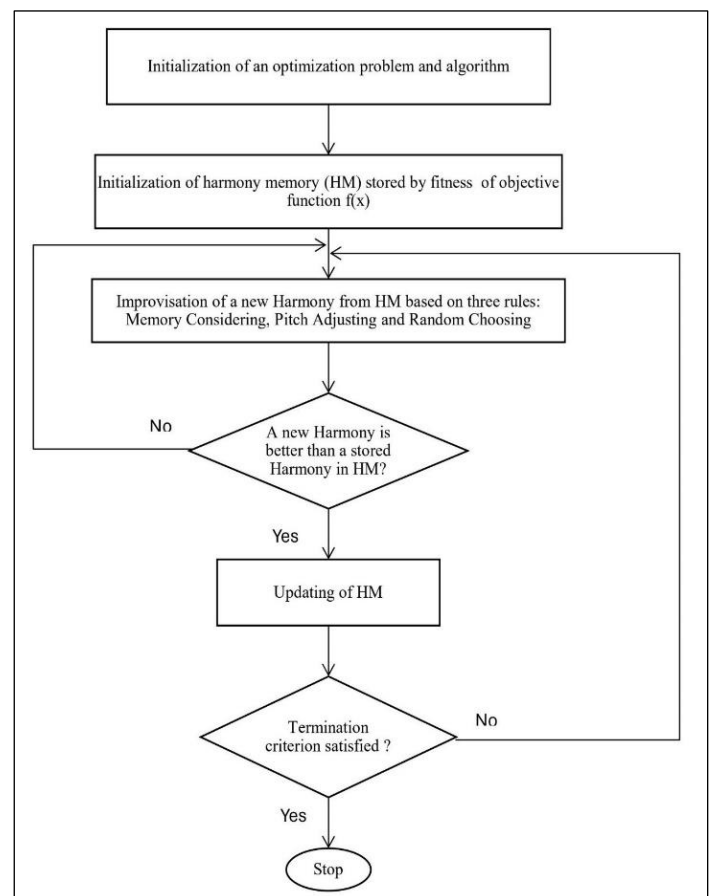 Initialization of an optimization problem and algorithm
Initialization of harmony memory (HM) stored by fitness of objective
function f(x)
Improvisation of a new Harmony from HM based on three rules:
Memory Considering, Pitch Adjusting and Random Choosing
No
A new Harmony is
better than a stored
Harmony in HM?
Yes
Updating of HM
No
Termination
criterion satisfied ?
Yes
Stop